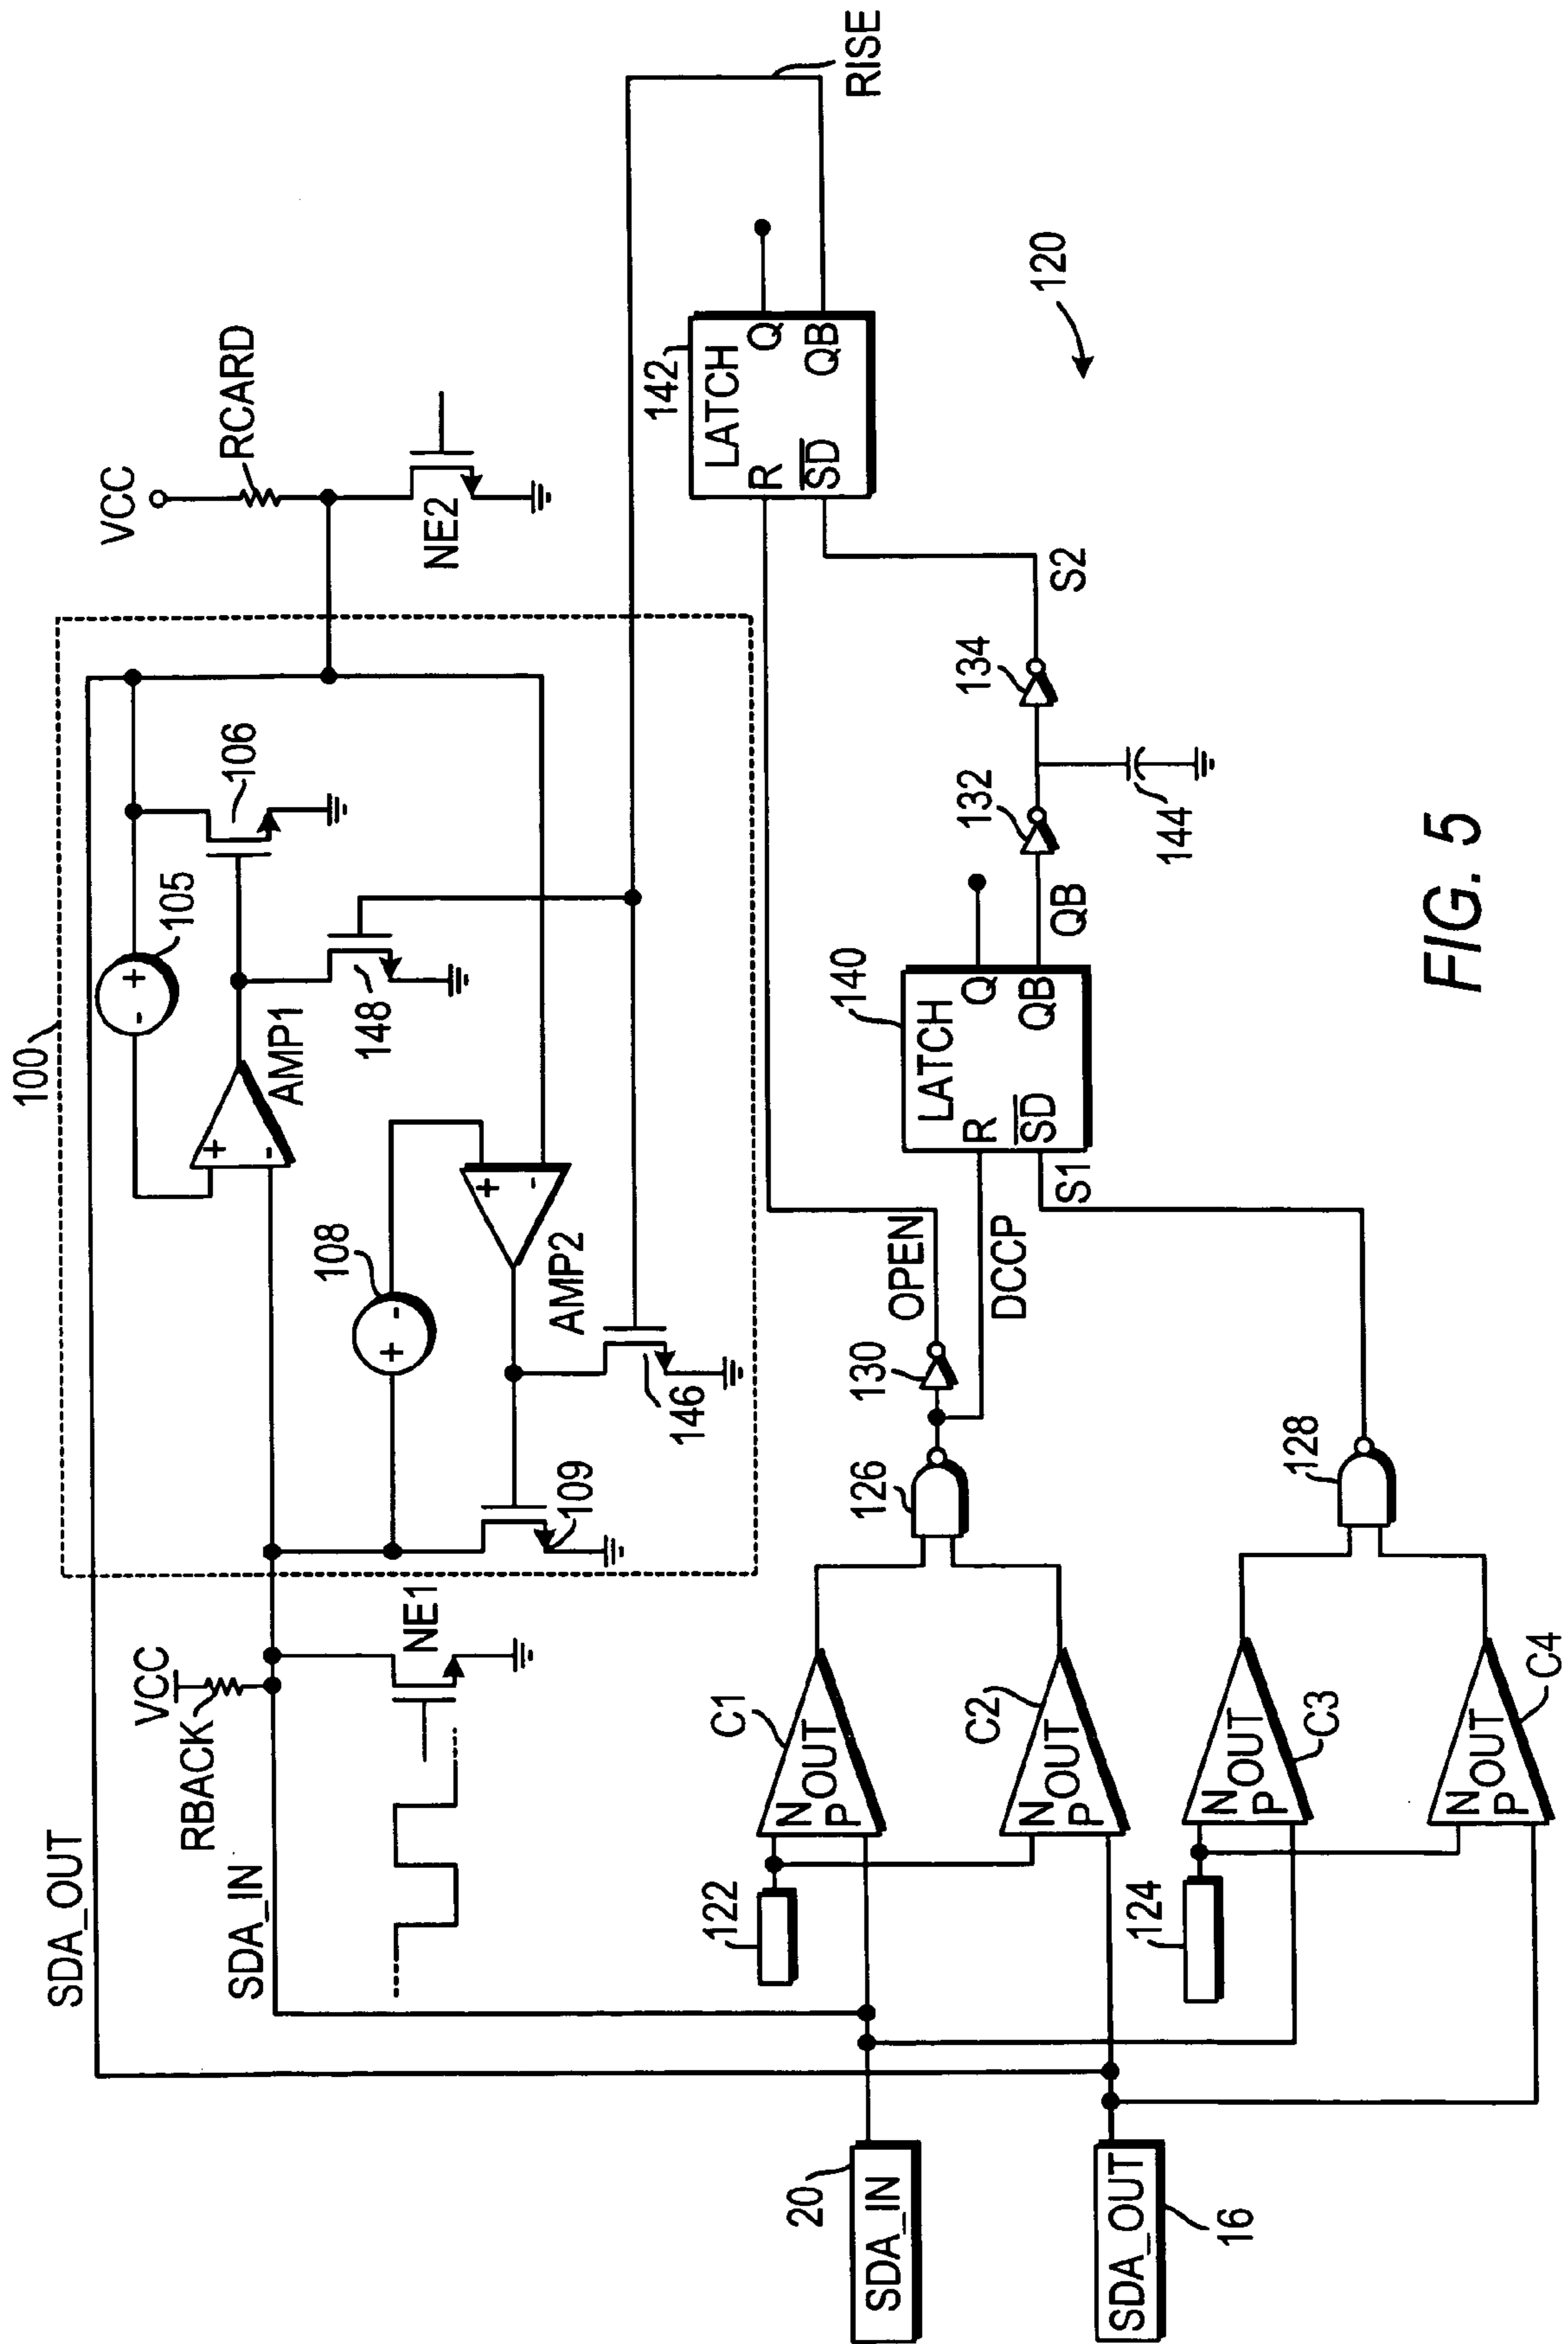 100
SDA_OUT
VCC
RBACK
SDA_IN
NE1
105
+
-
+
-
AMP1
106
148
108
+
-
+
-
AMP2
109
146
VCC
RCARD
NE2
RISE
122
C1
N
P
OUT
C2
N
P
OUT
124
C3
N
P
OUT
C4
N
P
OUT
20
SDA_IN
SDA_OUT
16
126
128
130
OPEN
DCCP
S1
140
LATCH
R
SD
Q
QB
QB
132
144
134
S2
142
LATCH
R
SD
Q
QB
120
FIG. 5